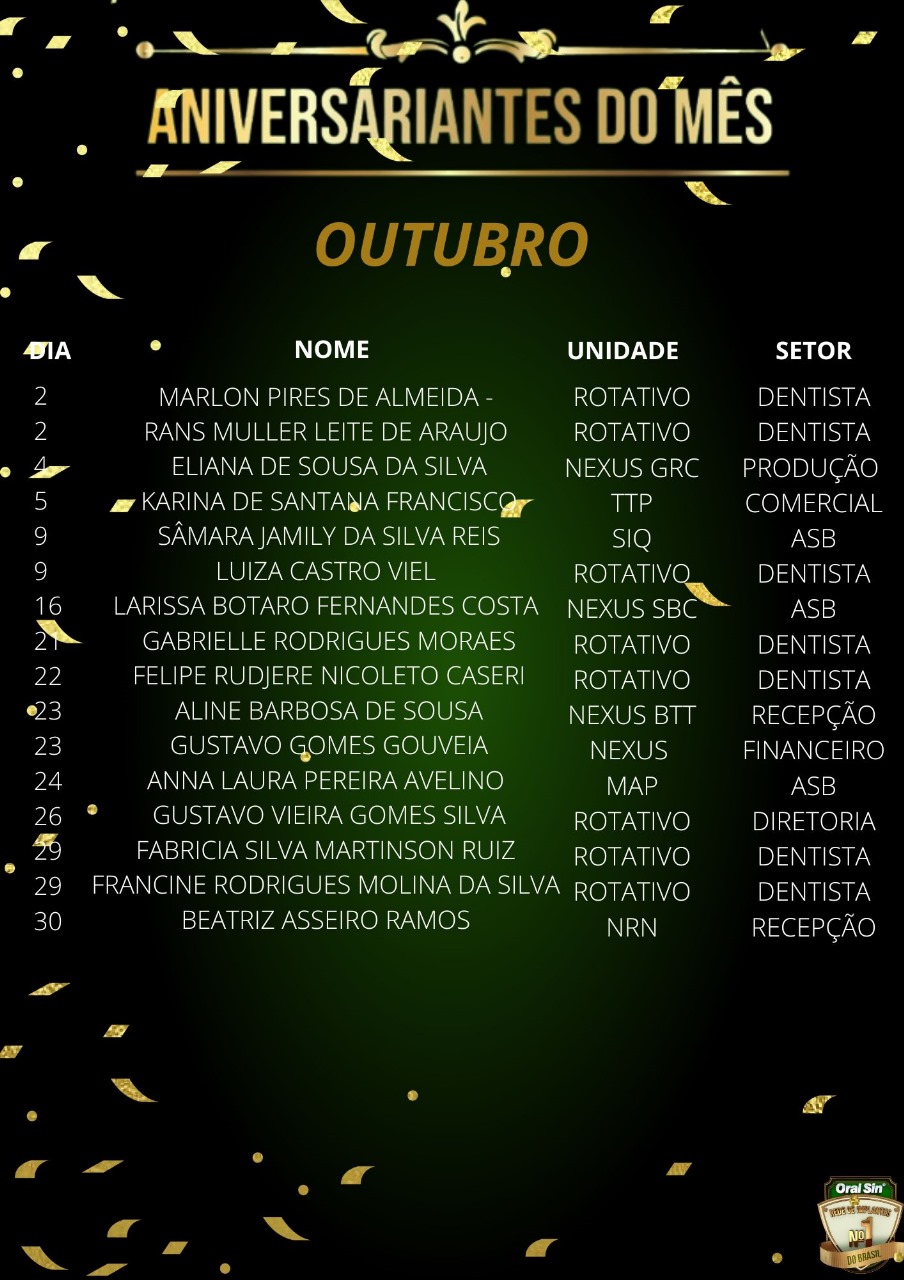 ANIVERSARIANTES DO MÊS
OUTUBRO
DIA NOME UNIDADE SETOR
2 MARLON PIRES DE ALMEIDA - ROTATIVO DENTISTA
2 RANS MULLER LEITE DE ARAUJO ROTATIVO DENTISTA
4 ELIANA DE SOUSA DA SILVA NEXUS GRC PRODUÇÃO
5 KARINA DE SANTANA FRANCISCO TTP COMERCIAL
9 SÂMARA JAMILY DA SILVA REIS SIQ ASB
9 LUIZA CASTRO VIEL ROTATIVO DENTISTA
16 LARISSA BOTARO FERNANDES COSTA NEXUS SBC ASB
21 GABRIELLE RODRIGUES MORAES ROTATIVO DENTISTA
22 FELIPE RUDJERE NICOLETO CASERI ROTATIVO DENTISTA
23 ALINE BARBOSA DE SOUSA NEXUS BTT RECEPÇÃO
23 GUSTAVO GOMES GOUVEIA NEXUS FINANCEIRO
24 ANNA LAURA PEREIRA AVELINO MAP ASB
26 GUSTAVO VIEIRA GOMES SILVA ROTATIVO DIRETORIA
29 FABRICIA SILVA MARTINSON RUIZ ROTATIVO DENTISTA
29 FRANCINE RODRIGUES MOLINA DA SILVA ROTATIVO DENTISTA
30 BEATRIZ ASSEIRO RAMOS NRN RECEPÇÃO
Oral Sin
REDE DE IMPLANTES
Nº1
DO BRASIL